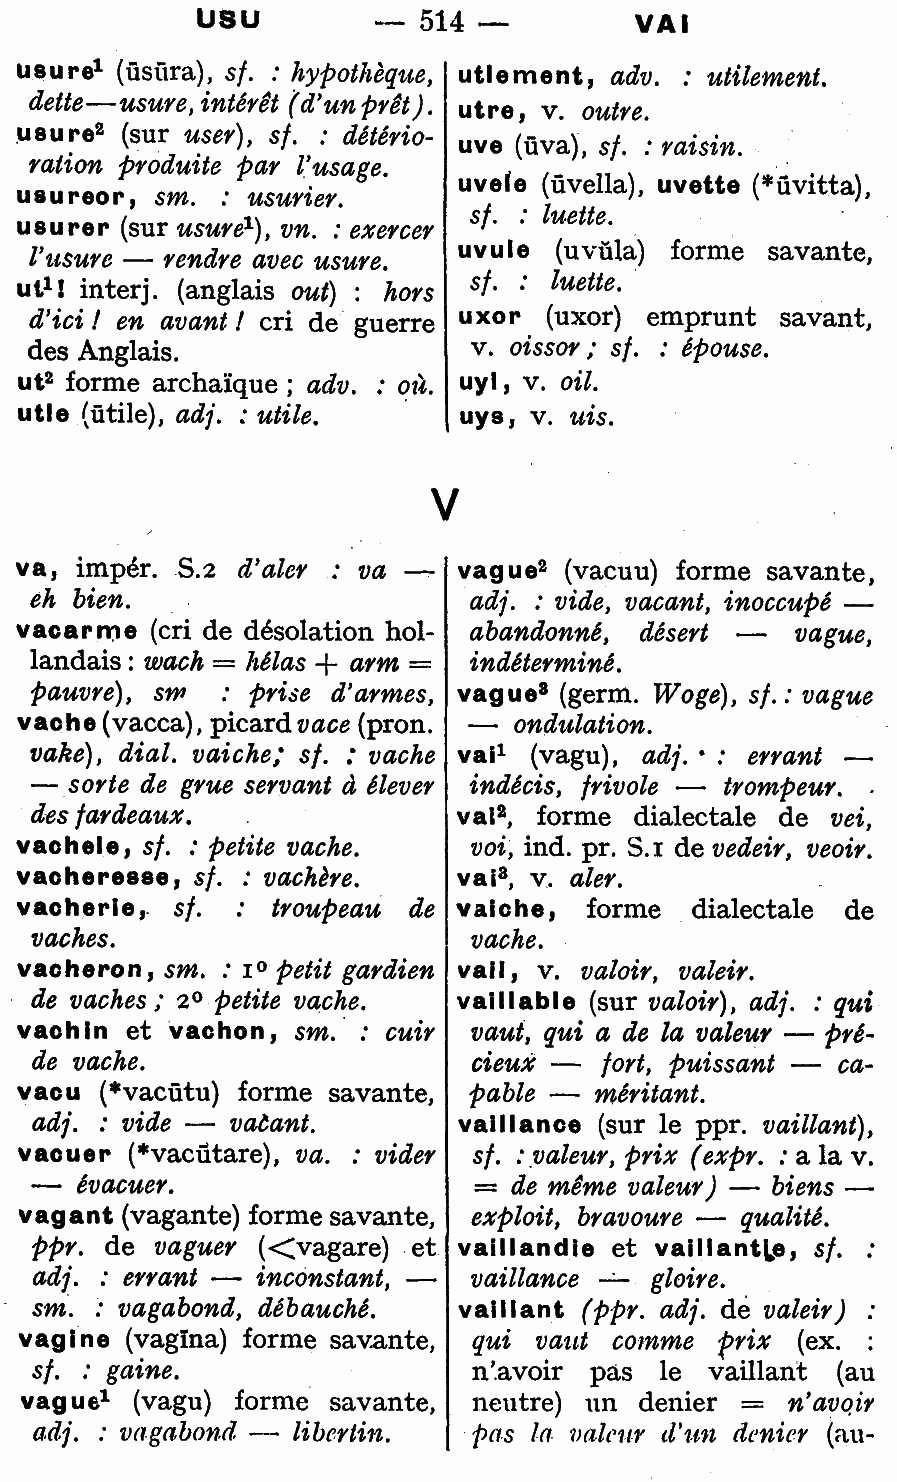 USU — 514 — VAI
usure¹ (ūsūra), sf. : hypothèque,
dette—usure, intérêt (d'un prêt).
usure² (sur user), sf. : détério-
ration produite par l'usage.
usureor, sm. : usurier.
usurer (sur usure¹), vn. : exercer
l'usure — rendre avec usure.
ut¹! interj. (anglais out) : hors
d'ici ! en avant ! cri de guerre
des Anglais.
ut² forme archaïque ; adv. : où.
utle (ūtile), adj. : utile.
utlement, adv. : utilement.
utre, v. outre.
uve (ūva), sf. : raisin.
uvele (ūvella), uvette (*ūvitta),
sf. : luette.
uvule (uvŭla) forme savante,
sf. : luette.
uxor (uxor) emprunt savant,
v. oissor ; sf. : épouse.
uyl, v. oil.
uys, v. uis.
V
va, impér. S.2 d'aler : va —
eh bien.
vacarme (cri de désolation hol-
landais : wach = hélas + arm =
pauvre), sm : prise d'armes,
vache (vacca), picard vace (pron.
vake), dial. vaiche; sf. : vache
— sorte de grue servant à élever
des fardeaux.
vachele, sf. : petite vache.
vacheresse, sf. : vachère.
vacherie, sf. : troupeau de
vaches.
vacheron, sm. : 1º petit gardien
de vaches ; 2º petite vache.
vachin et vachon, sm. : cuir
de vache.
vacu (*vacūtu) forme savante,
adj. : vide — vacant.
vacuer (*vacūtare), va. : vider
— évacuer.
vagant (vagante) forme savante,
ppr. de vaguer (<vagare) et
adj. : errant — inconstant, —
sm. : vagabond, débauché.
vagine (vagīna) forme savante,
sf. : gaine.
vague¹ (vagu) forme savante,
adj. : vagabond — libertin.
vague² (vacuu) forme savante,
adj. : vide, vacant, inoccupé —
abandonné, désert — vague,
indéterminé.
vague³ (germ. Woge), sf. : vague
— ondulation.
vai¹ (vagu), adj. : errant —
indécis, frivole — trompeur.
vai², forme dialectale de vei,
voi, ind. pr. S.1 de vedeir, veoir.
vai³, v. aler.
vaiche, forme dialectale de
vache.
vail, v. valoir, valeir.
vaillable (sur valoir), adj. : qui
vaut, qui a de la valeur — pré-
cieux — fort, puissant — ca-
pable — méritant.
vaillance (sur le ppr. vaillant),
sf. : valeur, prix (expr. : a la v.
= de même valeur) — biens —
exploit, bravoure — qualité.
vaillandie et vaillantie, sf. :
vaillance — gloire.
vaillant (ppr. adj. de valeir) :
qui vaut comme prix (ex. :
n'avoir pas le vaillant (au
neutre) un denier = n'avoir
pas la valeur d'un denier (au-